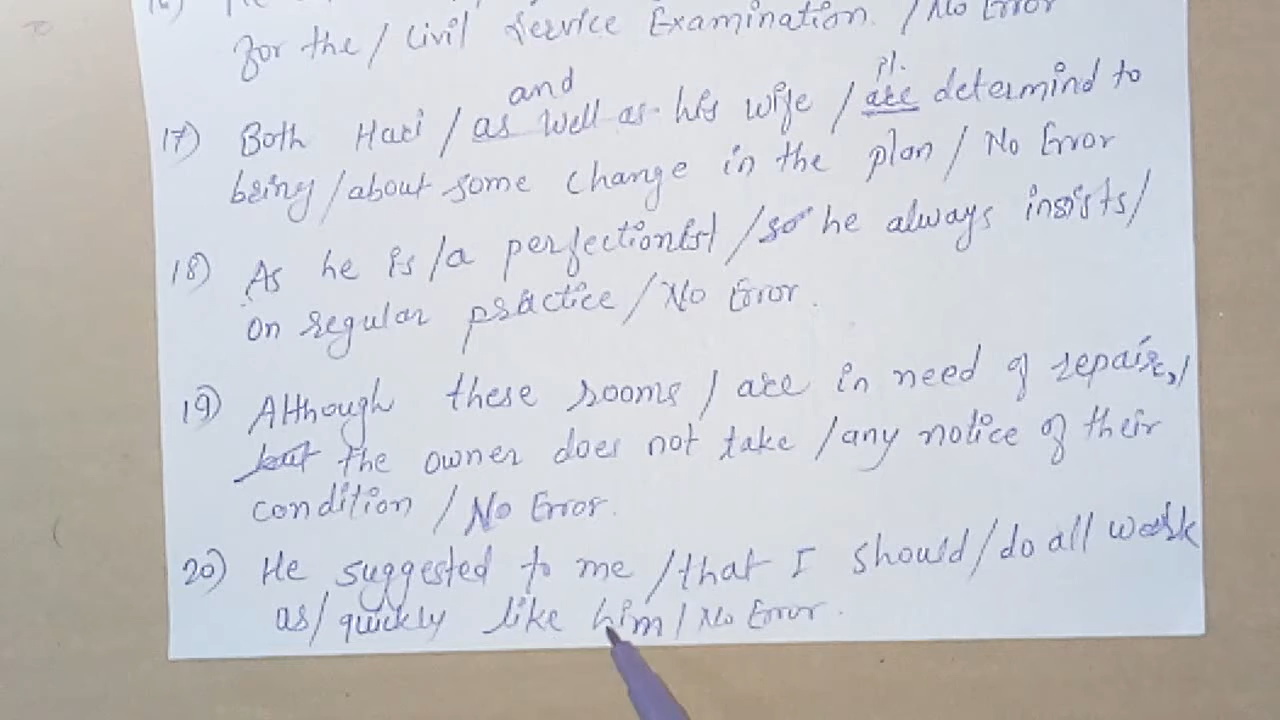 16) He
for the / Civil Service Examination. / No Error
and
pl.
17) Both Hari / as well as his wife / are determind to
being / about some change in the plan / No Error
18) As he is / a perfectionist / so he always insists /
on regular practice / No Error.
19) Although these rooms / are in need of repair, /
but the owner does not take / any notice of their
condition / No Error.
20) He suggested to me / that I should / do all work
as / quickly like him / No Error.